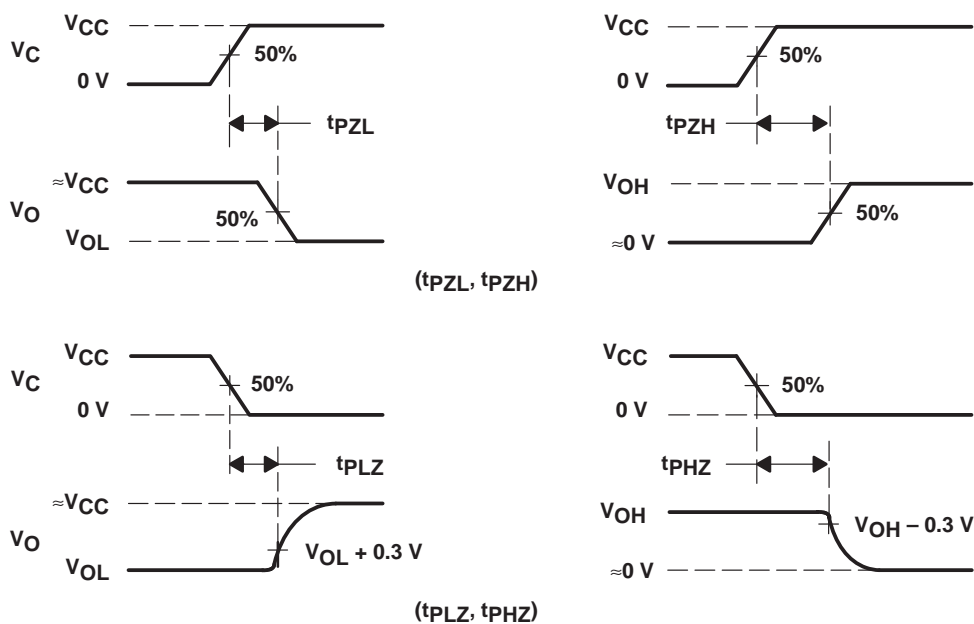 VCC
VC
0 V
50%
tPZL
≈VCC
VO
50%
VOL
VCC
0 V
50%
tPZH
VOH
50%
≈0 V
(tPZL, tPZH)
VCC
VC
0 V
50%
tPLZ
≈VCC
VO
VOL
VOL + 0.3 V
VCC
0 V
50%
tPHZ
VOH
VOH – 0.3 V
≈0 V
(tPLZ, tPHZ)